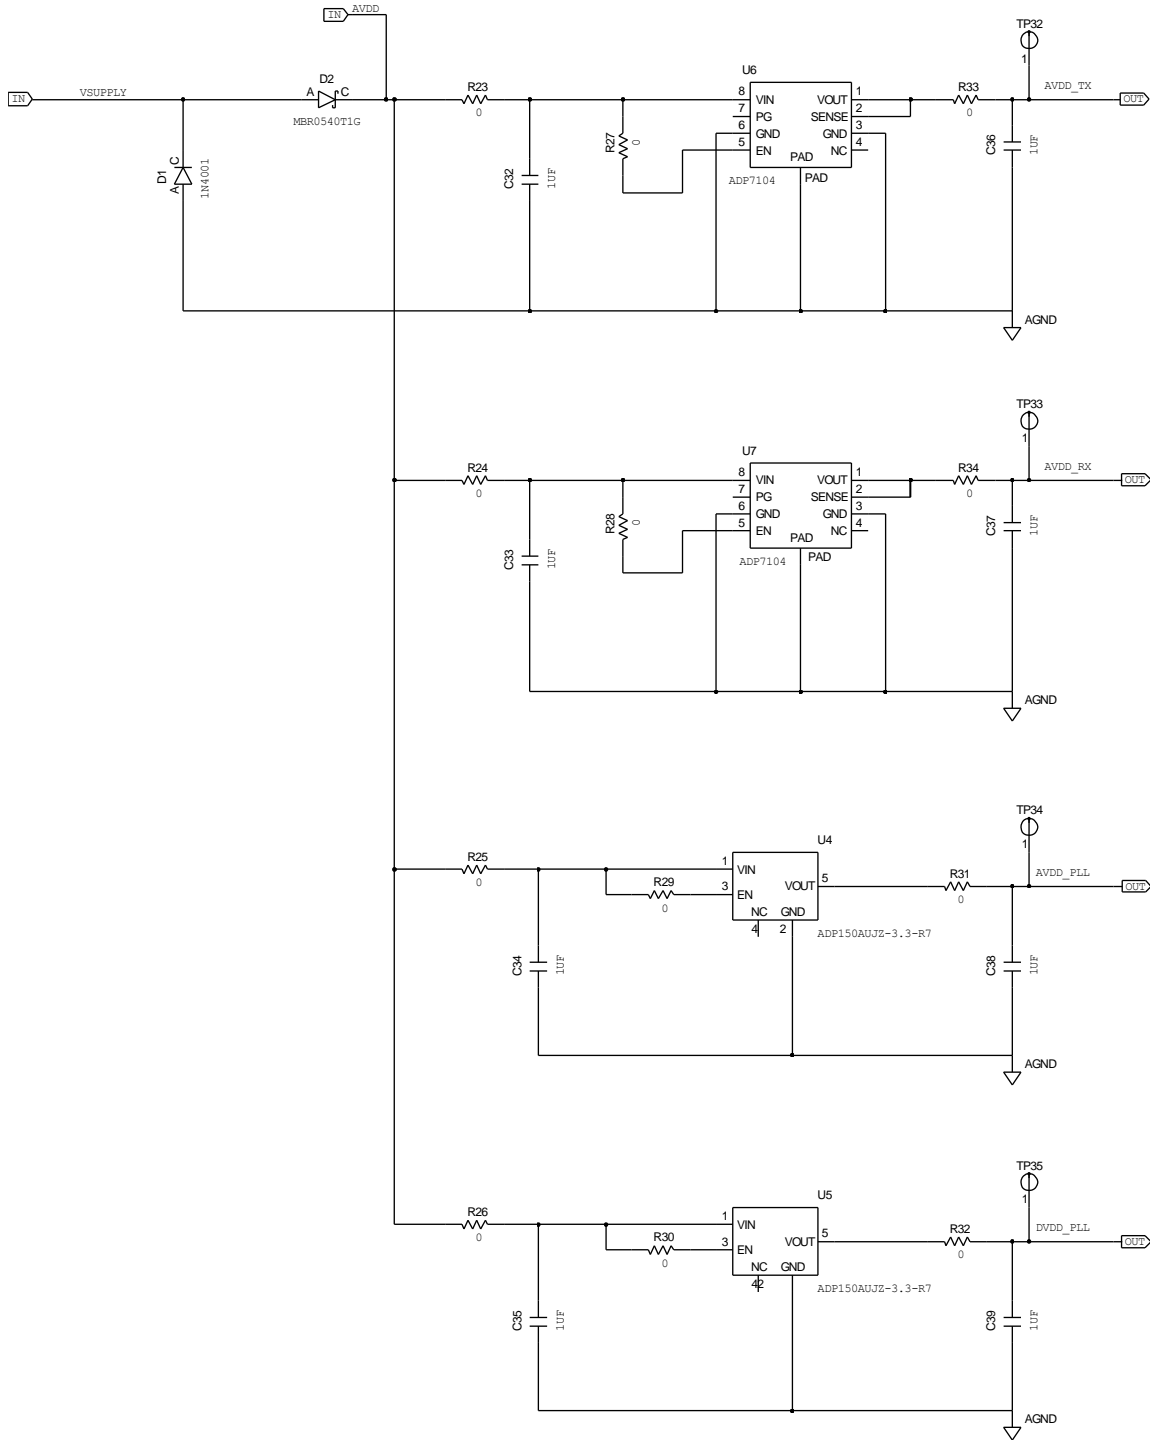 IN AVDD
TP32
1
IN VSUPPLY
A D2 C
MBR0540T1G
R23
0
U6
8 VIN VOUT 1
7 PG SENSE 2
6 GND GND 3
5 EN NC 4
PAD
PAD
ADP7104
R27
0
R33
0
AVDD_TX OUT
C36
1UF
D1
A C
1N4001
C32
1UF
AGND
TP33
1
R24
0
U7
8 VIN VOUT 1
7 PG SENSE 2
6 GND GND 3
5 EN NC 4
PAD
PAD
ADP7104
R28
0
R34
0
AVDD_RX OUT
C33
1UF
C37
1UF
AGND
TP34
1
R25
0
U4
1 VIN
3 EN VOUT 5
NC GND
4 2
ADP150AUJZ-3.3-R7
R29
0
R31
0
AVDD_PLL OUT
C34
1UF
C38
1UF
AGND
TP35
1
R26
0
U5
1 VIN
3 EN VOUT 5
NC GND
42
ADP150AUJZ-3.3-R7
R30
0
R32
0
DVDD_PLL OUT
C35
1UF
C39
1UF
AGND